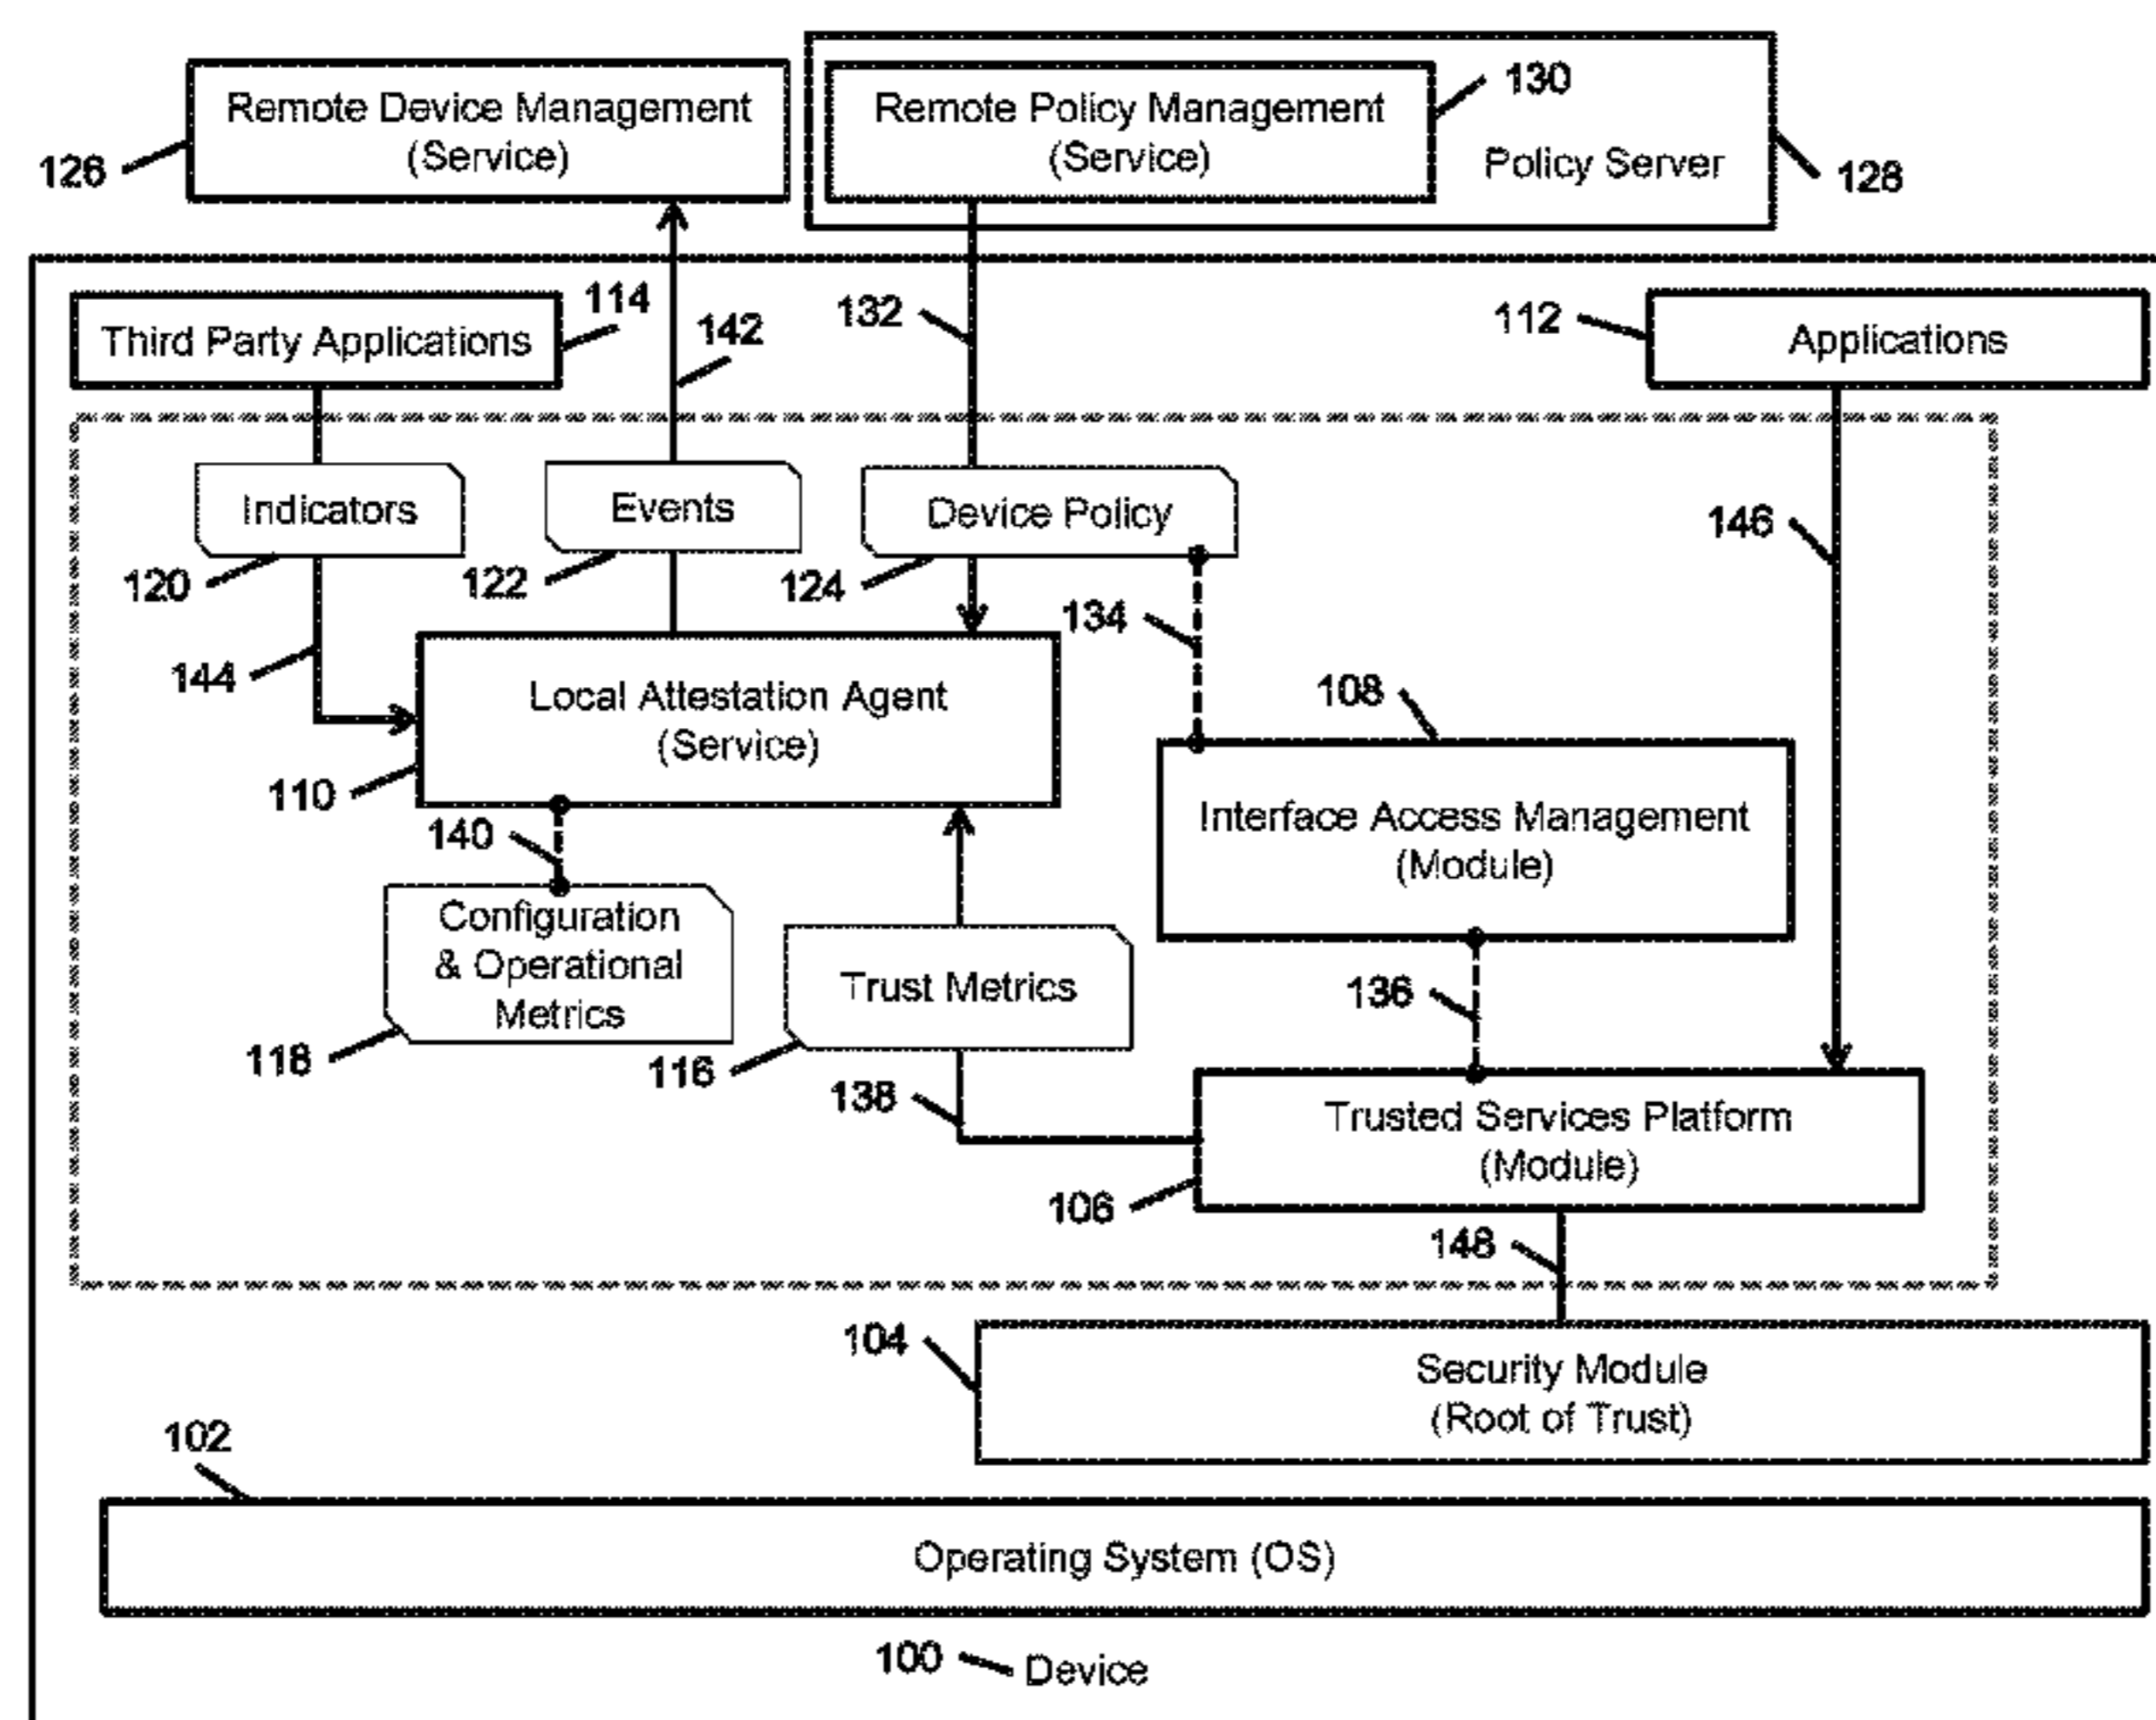 Remote Device Management
(Service)
126
Remote Policy Management
(Service)
130
Policy Server
128
Third Party Applications
114
142
132
112
Applications
Indicators
Events
Device Policy
146
120
122
124
134
144
Local Attestation Agent
(Service)
108
110
140
Interface Access Management
(Module)
Configuration
& Operational
Metrics
Trust Metrics
136
118
116
138
Trusted Services Platform
(Module)
106
148
104
Security Module
(Root of Trust)
102
Operating System (OS)
100
Device